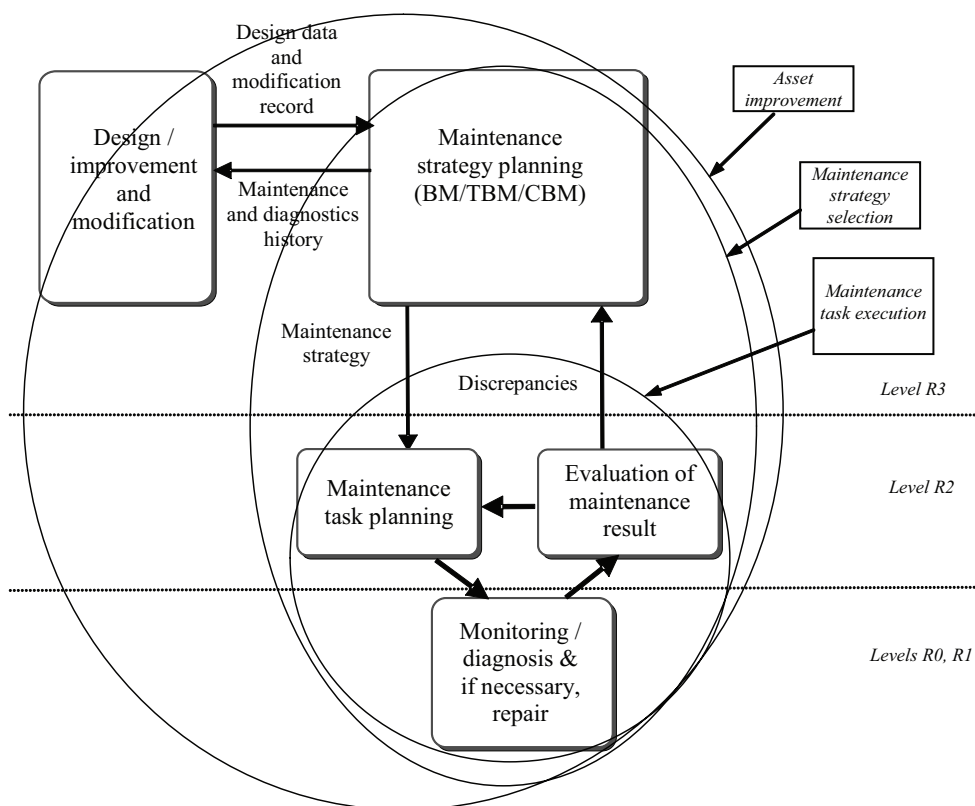 Design data
and
modification
record
Design /
improvement
and
modification
Maintenance
and diagnostics
history
Maintenance
strategy planning
(BM/TBM/CBM)
Asset
improvement
Maintenance
strategy
selection
Maintenance
task execution
Maintenance
strategy
Discrepancies
Level R3
Maintenance
task planning
Evaluation of
maintenance
result
Level R2
Monitoring /
diagnosis &
if necessary,
repair
Levels R0, R1